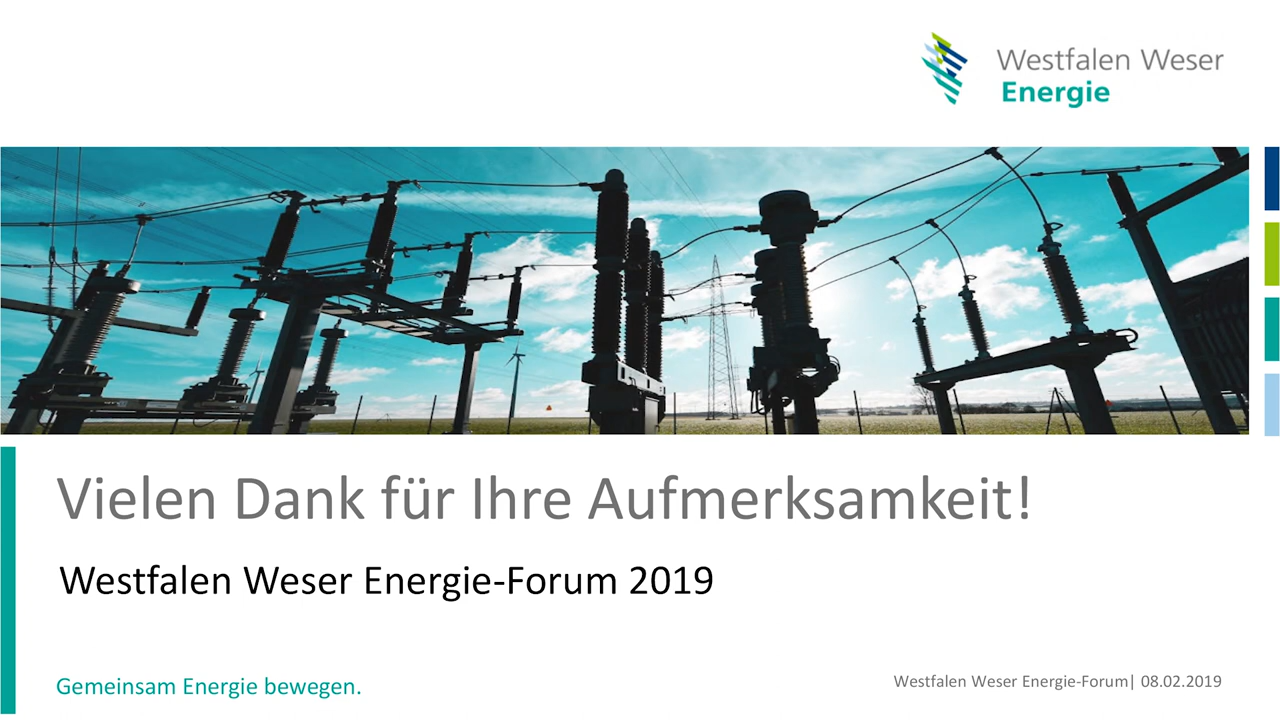 Westfalen Weser
Energie
Vielen Dank für Ihre Aufmerksamkeit!
Westfalen Weser Energie-Forum 2019
Gemeinsam Energie bewegen.
Westfalen Weser Energie-Forum| 08.02.2019